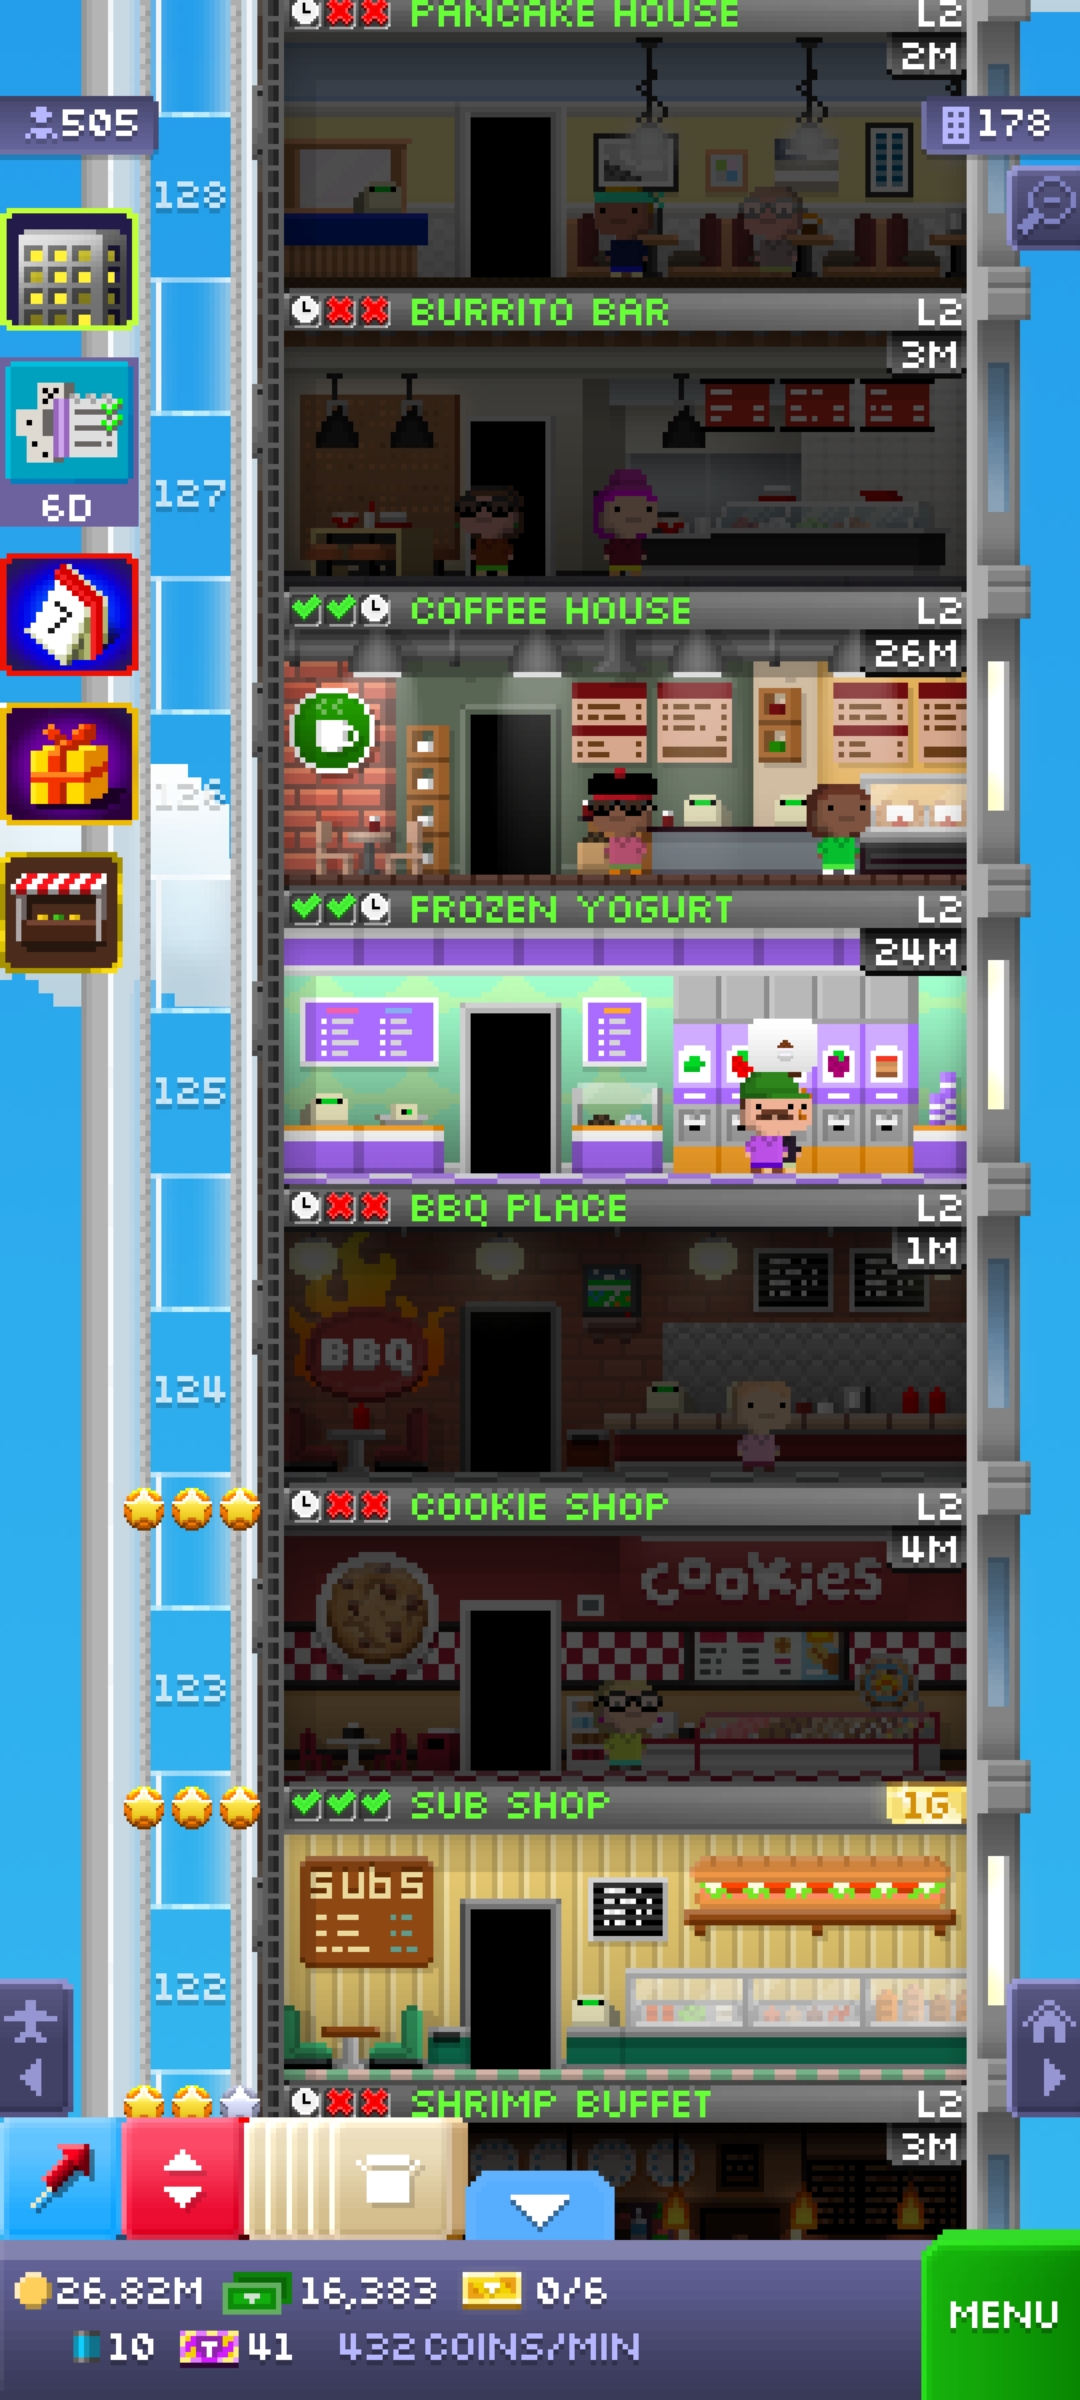 PANCAKE HOUSE L2
2M
505
178
128
BURRITO BAR L2
3M
6D
127
COFFEE HOUSE L2
26M
126
FROZEN YOGURT L2
24M
125
BBQ PLACE L2
1M
BBQ
124
COOKIE SHOP L2
4M
cookies
123
SUB SHOP 1G
subs
122
SHRIMP BUFFET L2
3M
26.82M 16,383 0/6
MENU
10 41 432 COINS/MIN